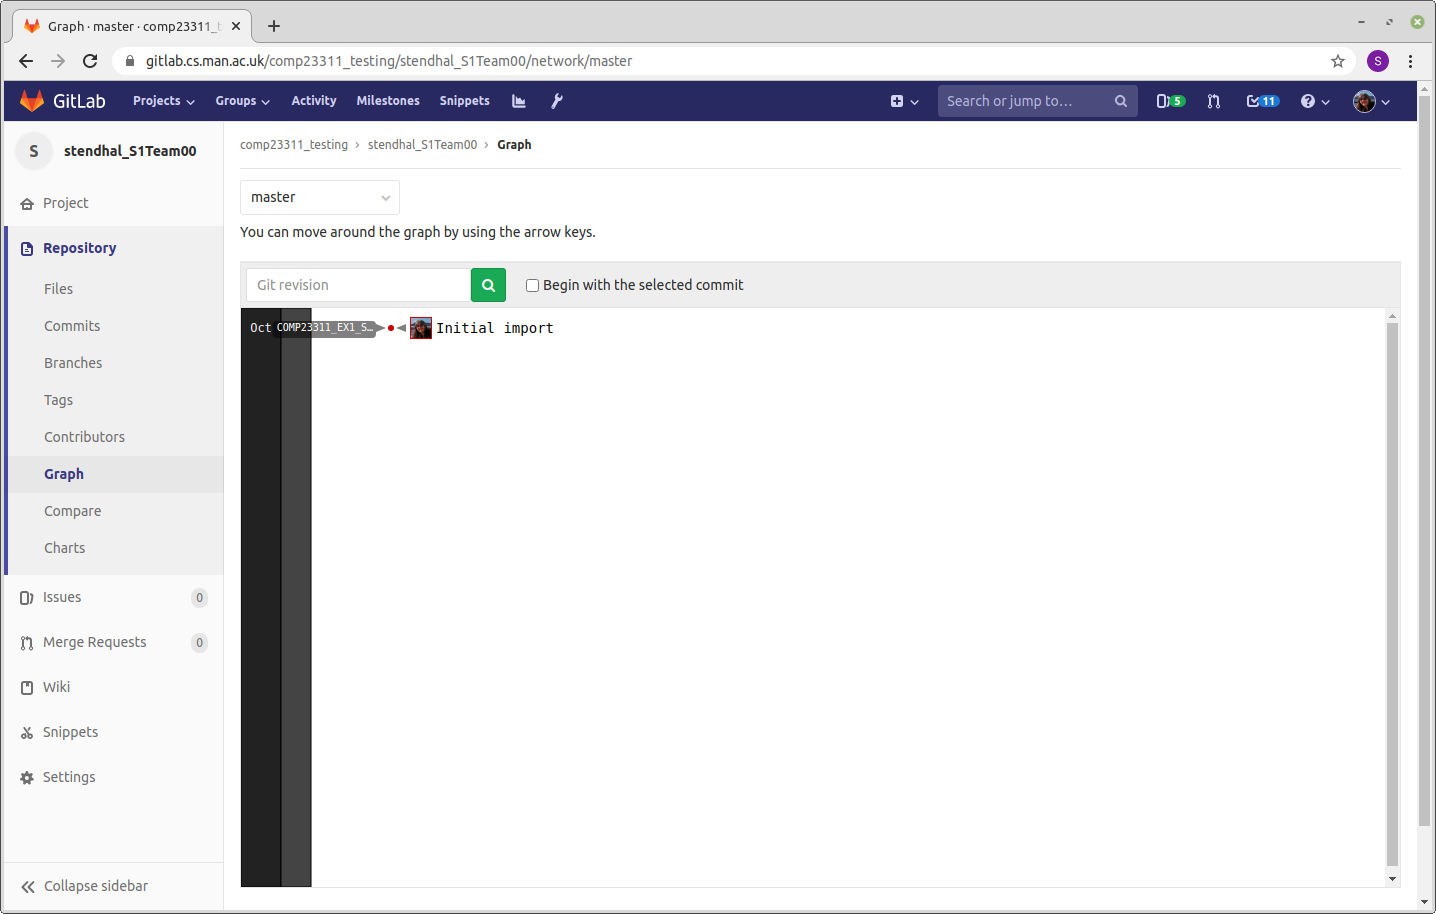 Graph · master · comp23311_t
gitlab.cs.man.ac.uk/comp23311_testing/stendhal_S1Team00/network/master
S
GitLab
Projects
Groups
Activity
Milestones
Snippets
Search or jump to…
5
11
S
stendhal_S1Team00
Project
Repository
Files
Commits
Branches
Tags
Contributors
Graph
Compare
Charts
Issues 0
Merge Requests 0
Wiki
Snippets
Settings
Collapse sidebar
comp23311_testing › stendhal_S1Team00 › Graph
master
You can move around the graph by using the arrow keys.
Git revision
Begin with the selected commit
Oct COMP23311_EX1_S… Initial import